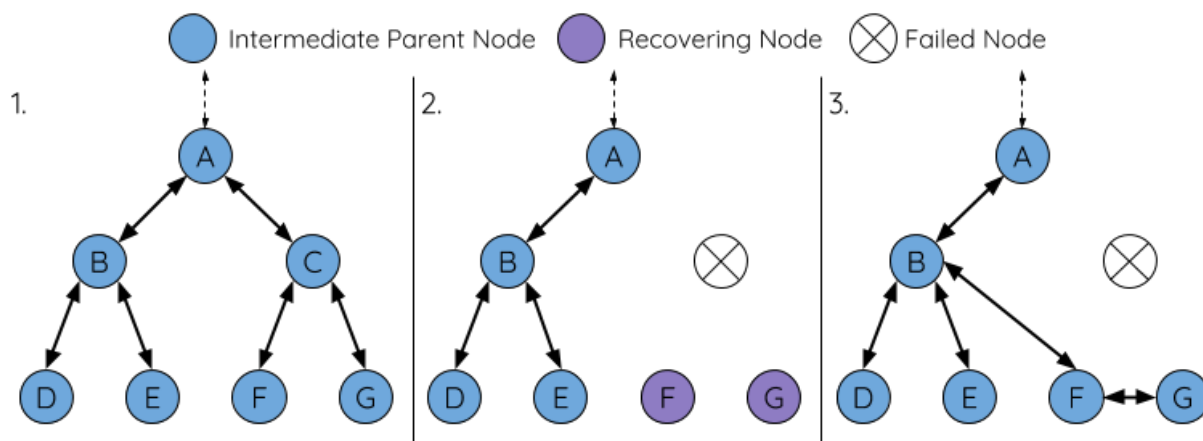 Intermediate Parent Node Recovering Node Failed Node
1. 2. 3.
A A A
B C B B
D E F G D E F G D E F G